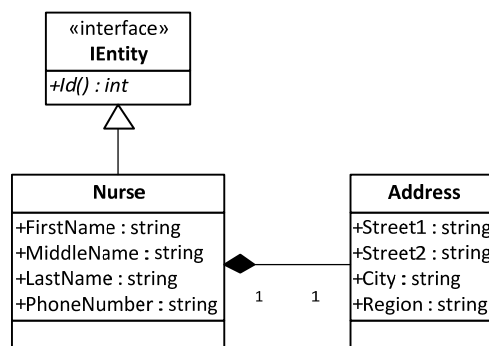 «interface»
IEntity
+Id() : int
Nurse
+FirstName : string
+MiddleName : string
+LastName : string
+PhoneNumber : string
1
1
Address
+Street1 : string
+Street2 : string
+City : string
+Region : string